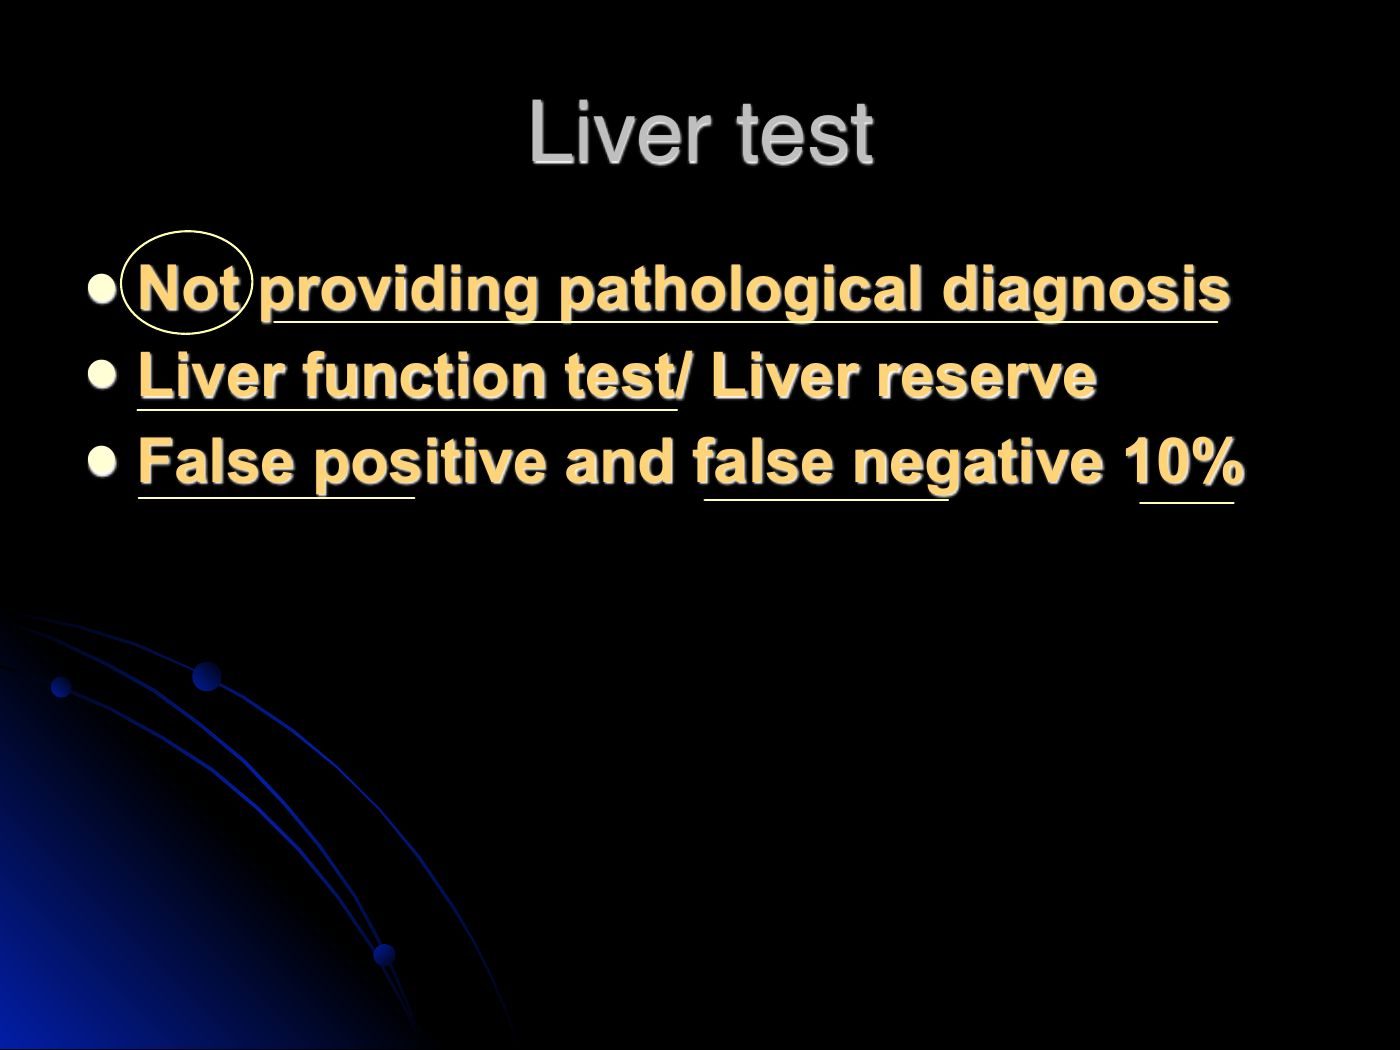 Liver test
Not providing pathological diagnosis
Liver function test/ Liver reserve
False positive and false negative 10%